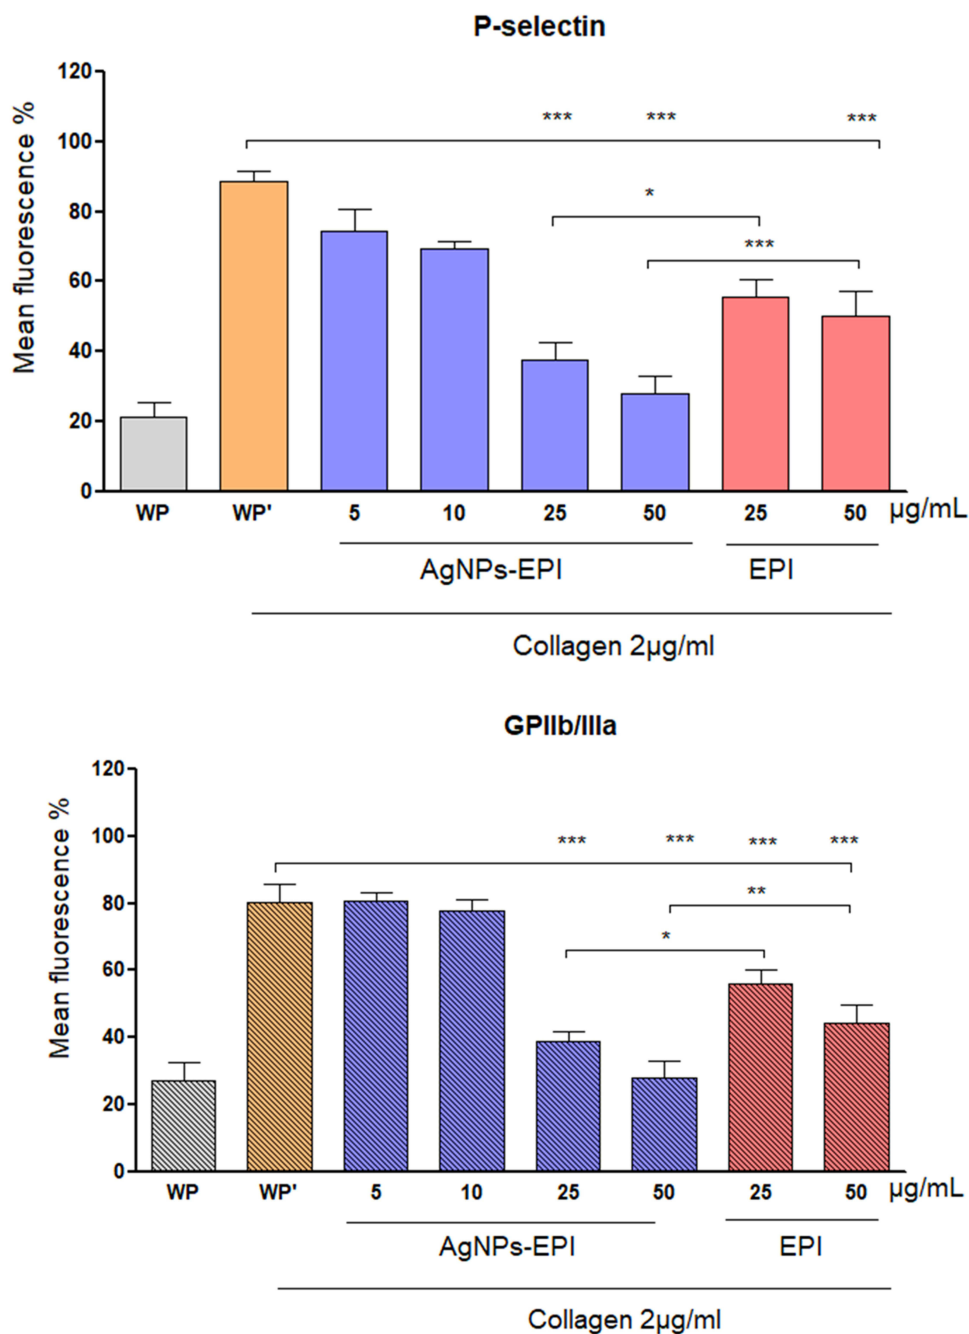 P-selectin
Mean fluorescence %
120
100
80
60
40
20
0
*** *** ***
*
***
WP WP' 5 10 25 50 25 50 µg/mL
AgNPs-EPI EPI
Collagen 2µg/ml
GPIIb/IIIa
Mean fluorescence %
120
100
80
60
40
20
0
*** *** *** ***
**
*
WP WP' 5 10 25 50 25 50 µg/mL
AgNPs-EPI EPI
Collagen 2µg/ml